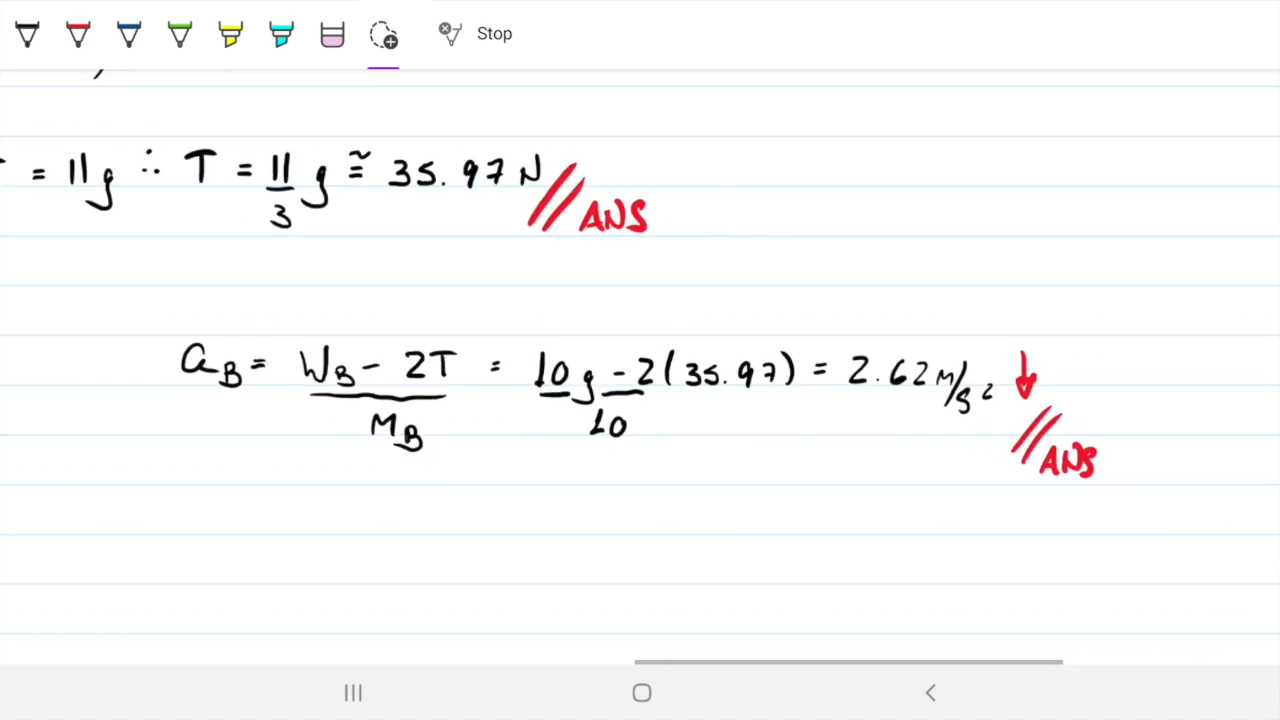 Stop
= 11g ∴ T = 11/3 g ≅ 35.97 N // ANS
a_B = (W_B - 2T)/M_B = (10g - 2(35.97))/10 = 2.62 M/s² ↓ // ANS